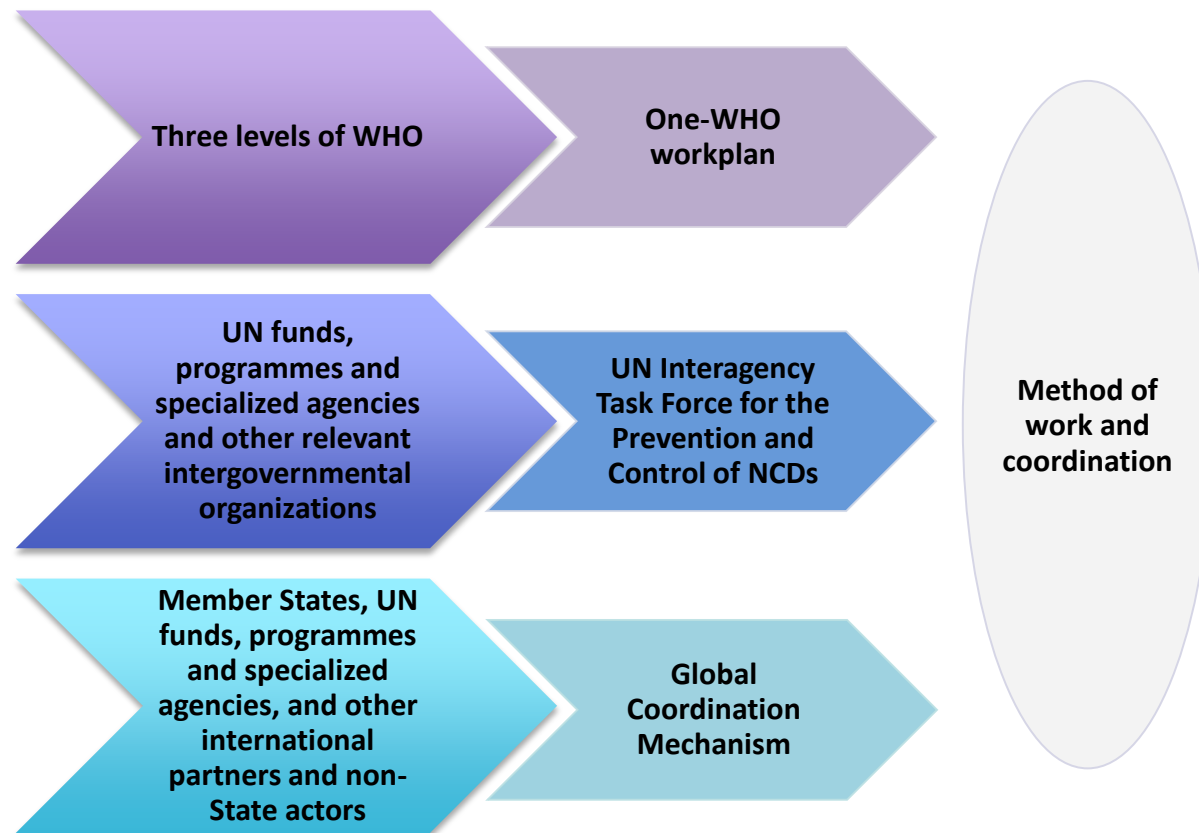 Three levels of WHO
One-WHO
workplan
UN funds,
programmes and
specialized agencies
and other relevant
intergovernmental
organizations
UN Interagency
Task Force for the
Prevention and
Control of NCDs
Member States, UN
funds, programmes
and specialized
agencies, and other
international
partners and non-
State actors
Global
Coordination
Mechanism
Method of
work and
coordination